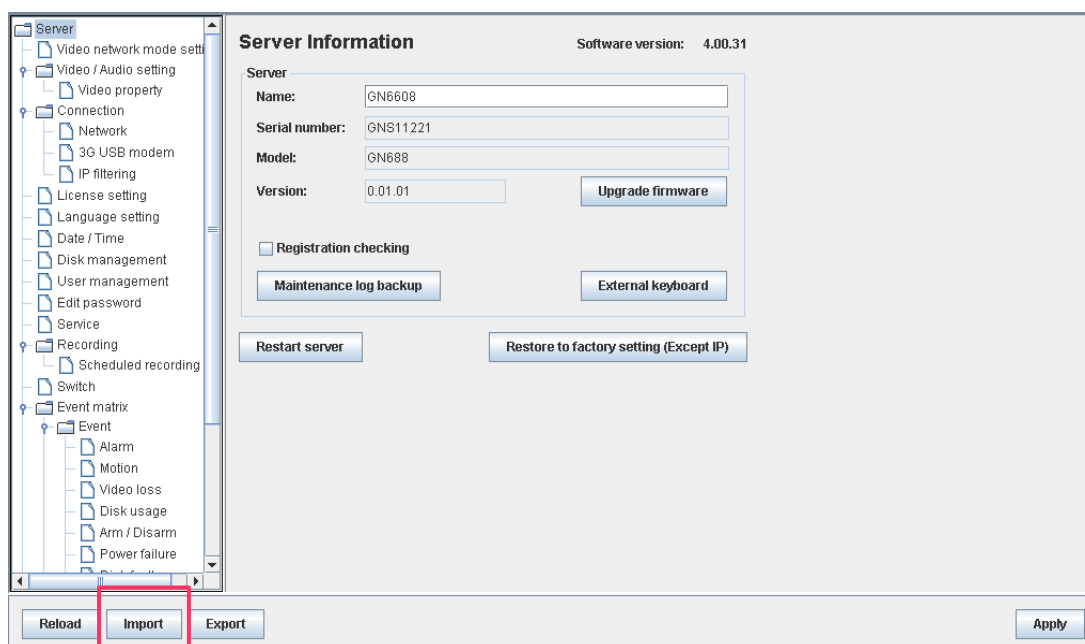 Server
Video network mode setti
Video / Audio setting
Video property
Connection
Network
3G USB modem
IP filtering
License setting
Language setting
Date / Time
Disk management
User management
Edit password
Service
Recording
Scheduled recording
Switch
Event matrix
Event
Alarm
Motion
Video loss
Disk usage
Arm / Disarm
Power failure
Server Information
Software version: 4.00.31
Server
Name: GN6608
Serial number: GNS11221
Model: GN688
Version: 0.01.01 Upgrade firmware
Registration checking
Maintenance log backup External keyboard
Restart server Restore to factory setting (Except IP)
Reload Import Export Apply